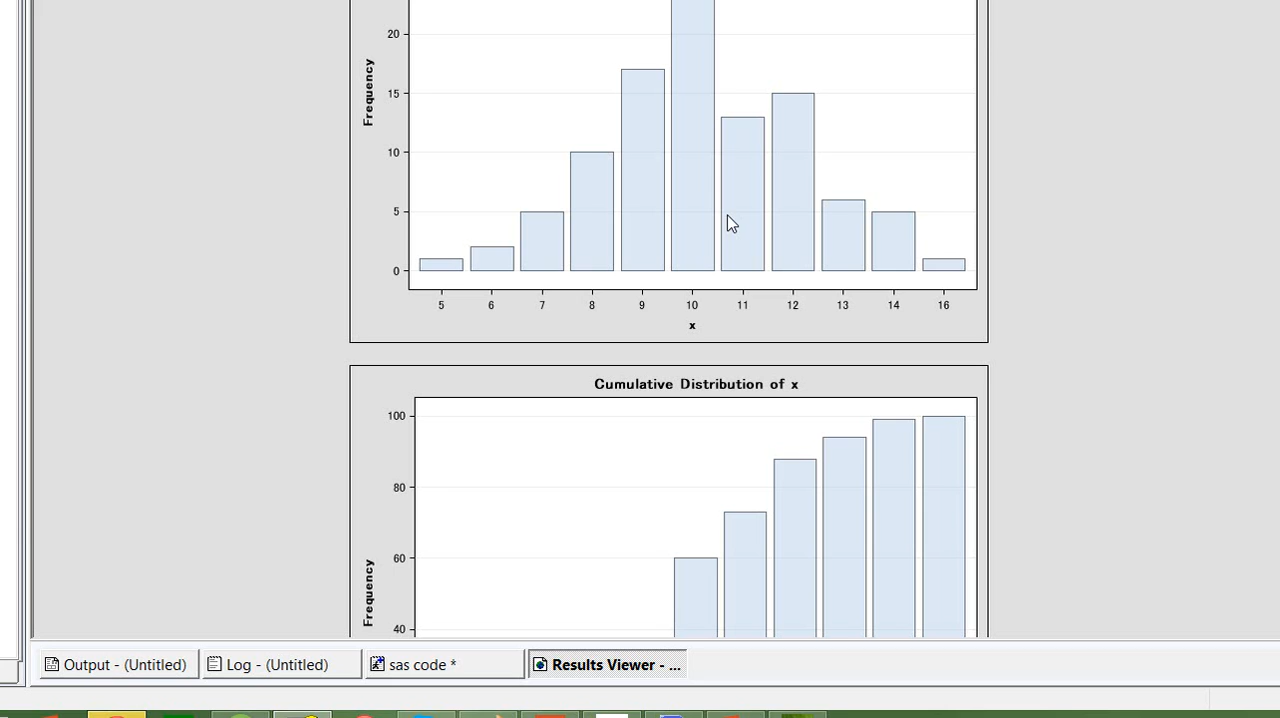 20
15
10
5
0
Frequency
5 6 7 8 9 10 11 12 13 14 16
x
Cumulative Distribution of x
100
80
60
40
Frequency
Output - (Untitled) Log - (Untitled) sas code * Results Viewer - ...